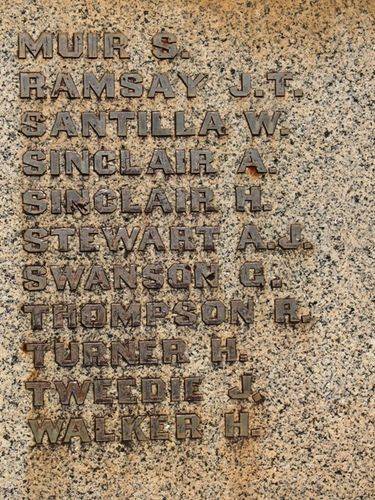 MUIR S.
RAMSAY J.T.
SANTILLA W.
SINCLAIR A.
SINCLAIR H.
STEWART A.J.
SWANSON G.
THOMPSON R.
TURNER H.
TWEEDIE J.
WALKER H.